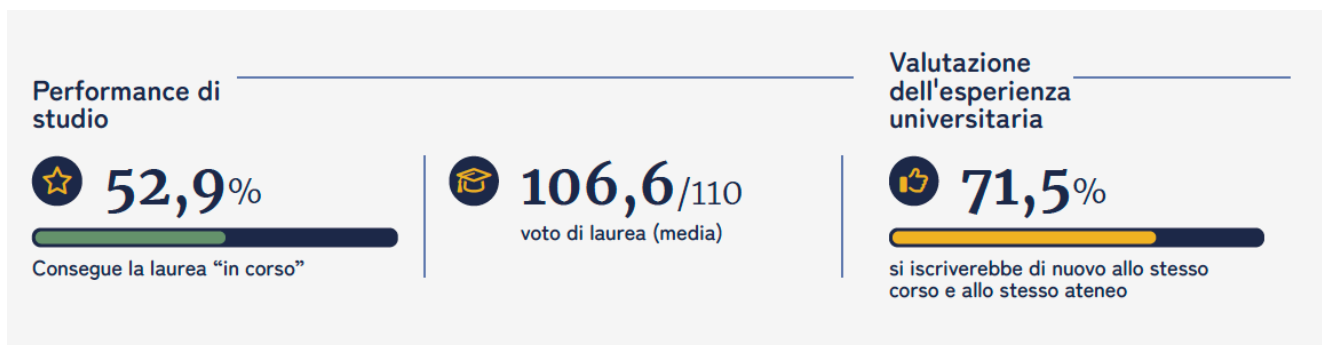 Performance di
studio
52,9%
Consegue la laurea “in corso”
106,6/110
voto di laurea (media)
Valutazione
dell'esperienza
universitaria
71,5%
si iscriverebbe di nuovo allo stesso
corso e allo stesso ateneo